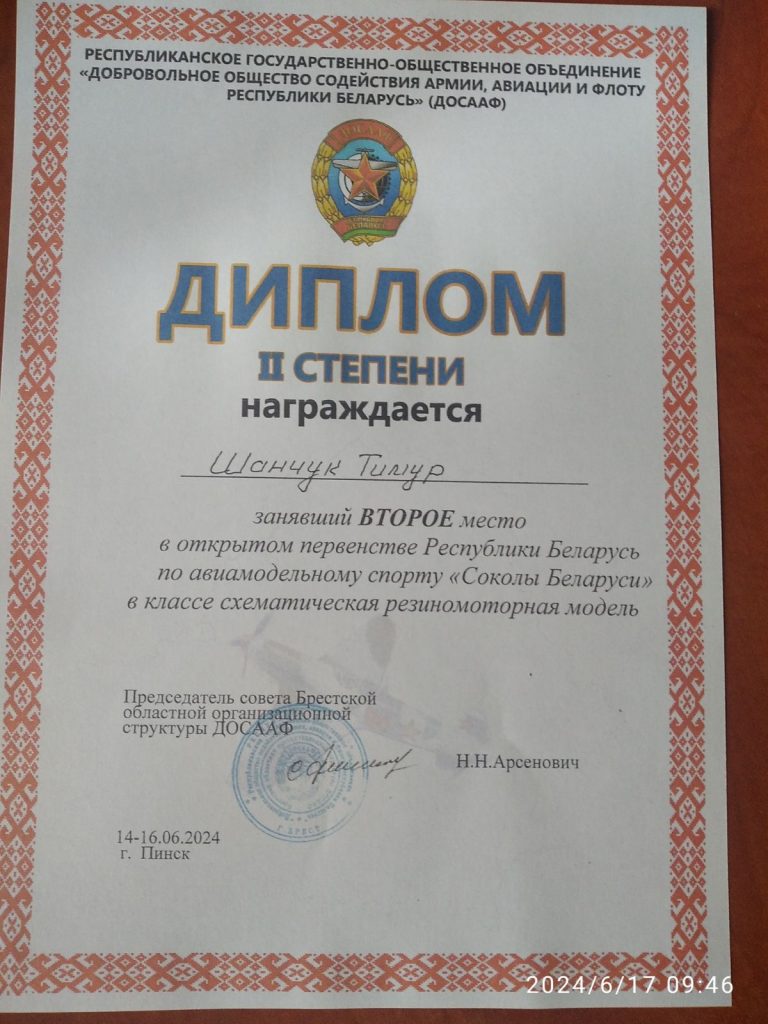 РЕСПУБЛИКАНСКОЕ ГОСУДАРСТВЕННО-ОБЩЕСТВЕННОЕ ОБЪЕДИНЕНИЕ
«ДОБРОВОЛЬНОЕ ОБЩЕСТВО СОДЕЙСТВИЯ АРМИИ, АВИАЦИИ И ФЛОТУ
РЕСПУБЛИКИ БЕЛАРУСЬ» (ДОСААФ)
ДОСААФ
ДИПЛОМ
II СТЕПЕНИ
награждается
Шанчук Тимур
занявший ВТОРОЕ место
в открытом первенстве Республики Беларусь
по авиамодельному спорту «Соколы Беларуси»
в классе схематическая резиномоторная модель
Председатель совета Брестской
областной организационной
структуры ДОСААФ
Н.Н.Арсенович
Г. БРЕСТ
14-16.06.2024
г. Пинск
2024/6/17 09:46